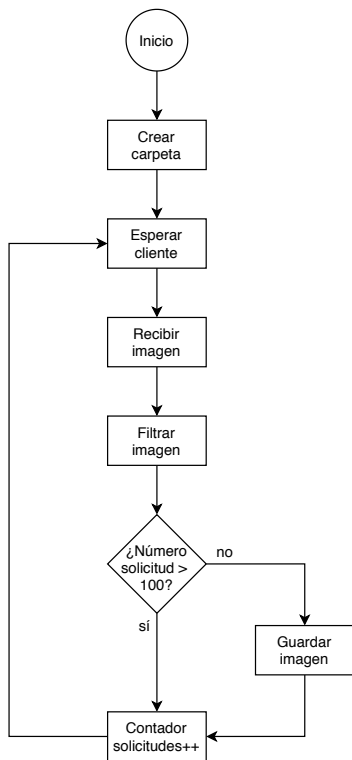 Inicio
Crear
carpeta
Esperar
cliente
Recibir
imagen
Filtrar
imagen
¿Número
solicitud >
100?
no
sí
Guardar
imagen
Contador
solicitudes++